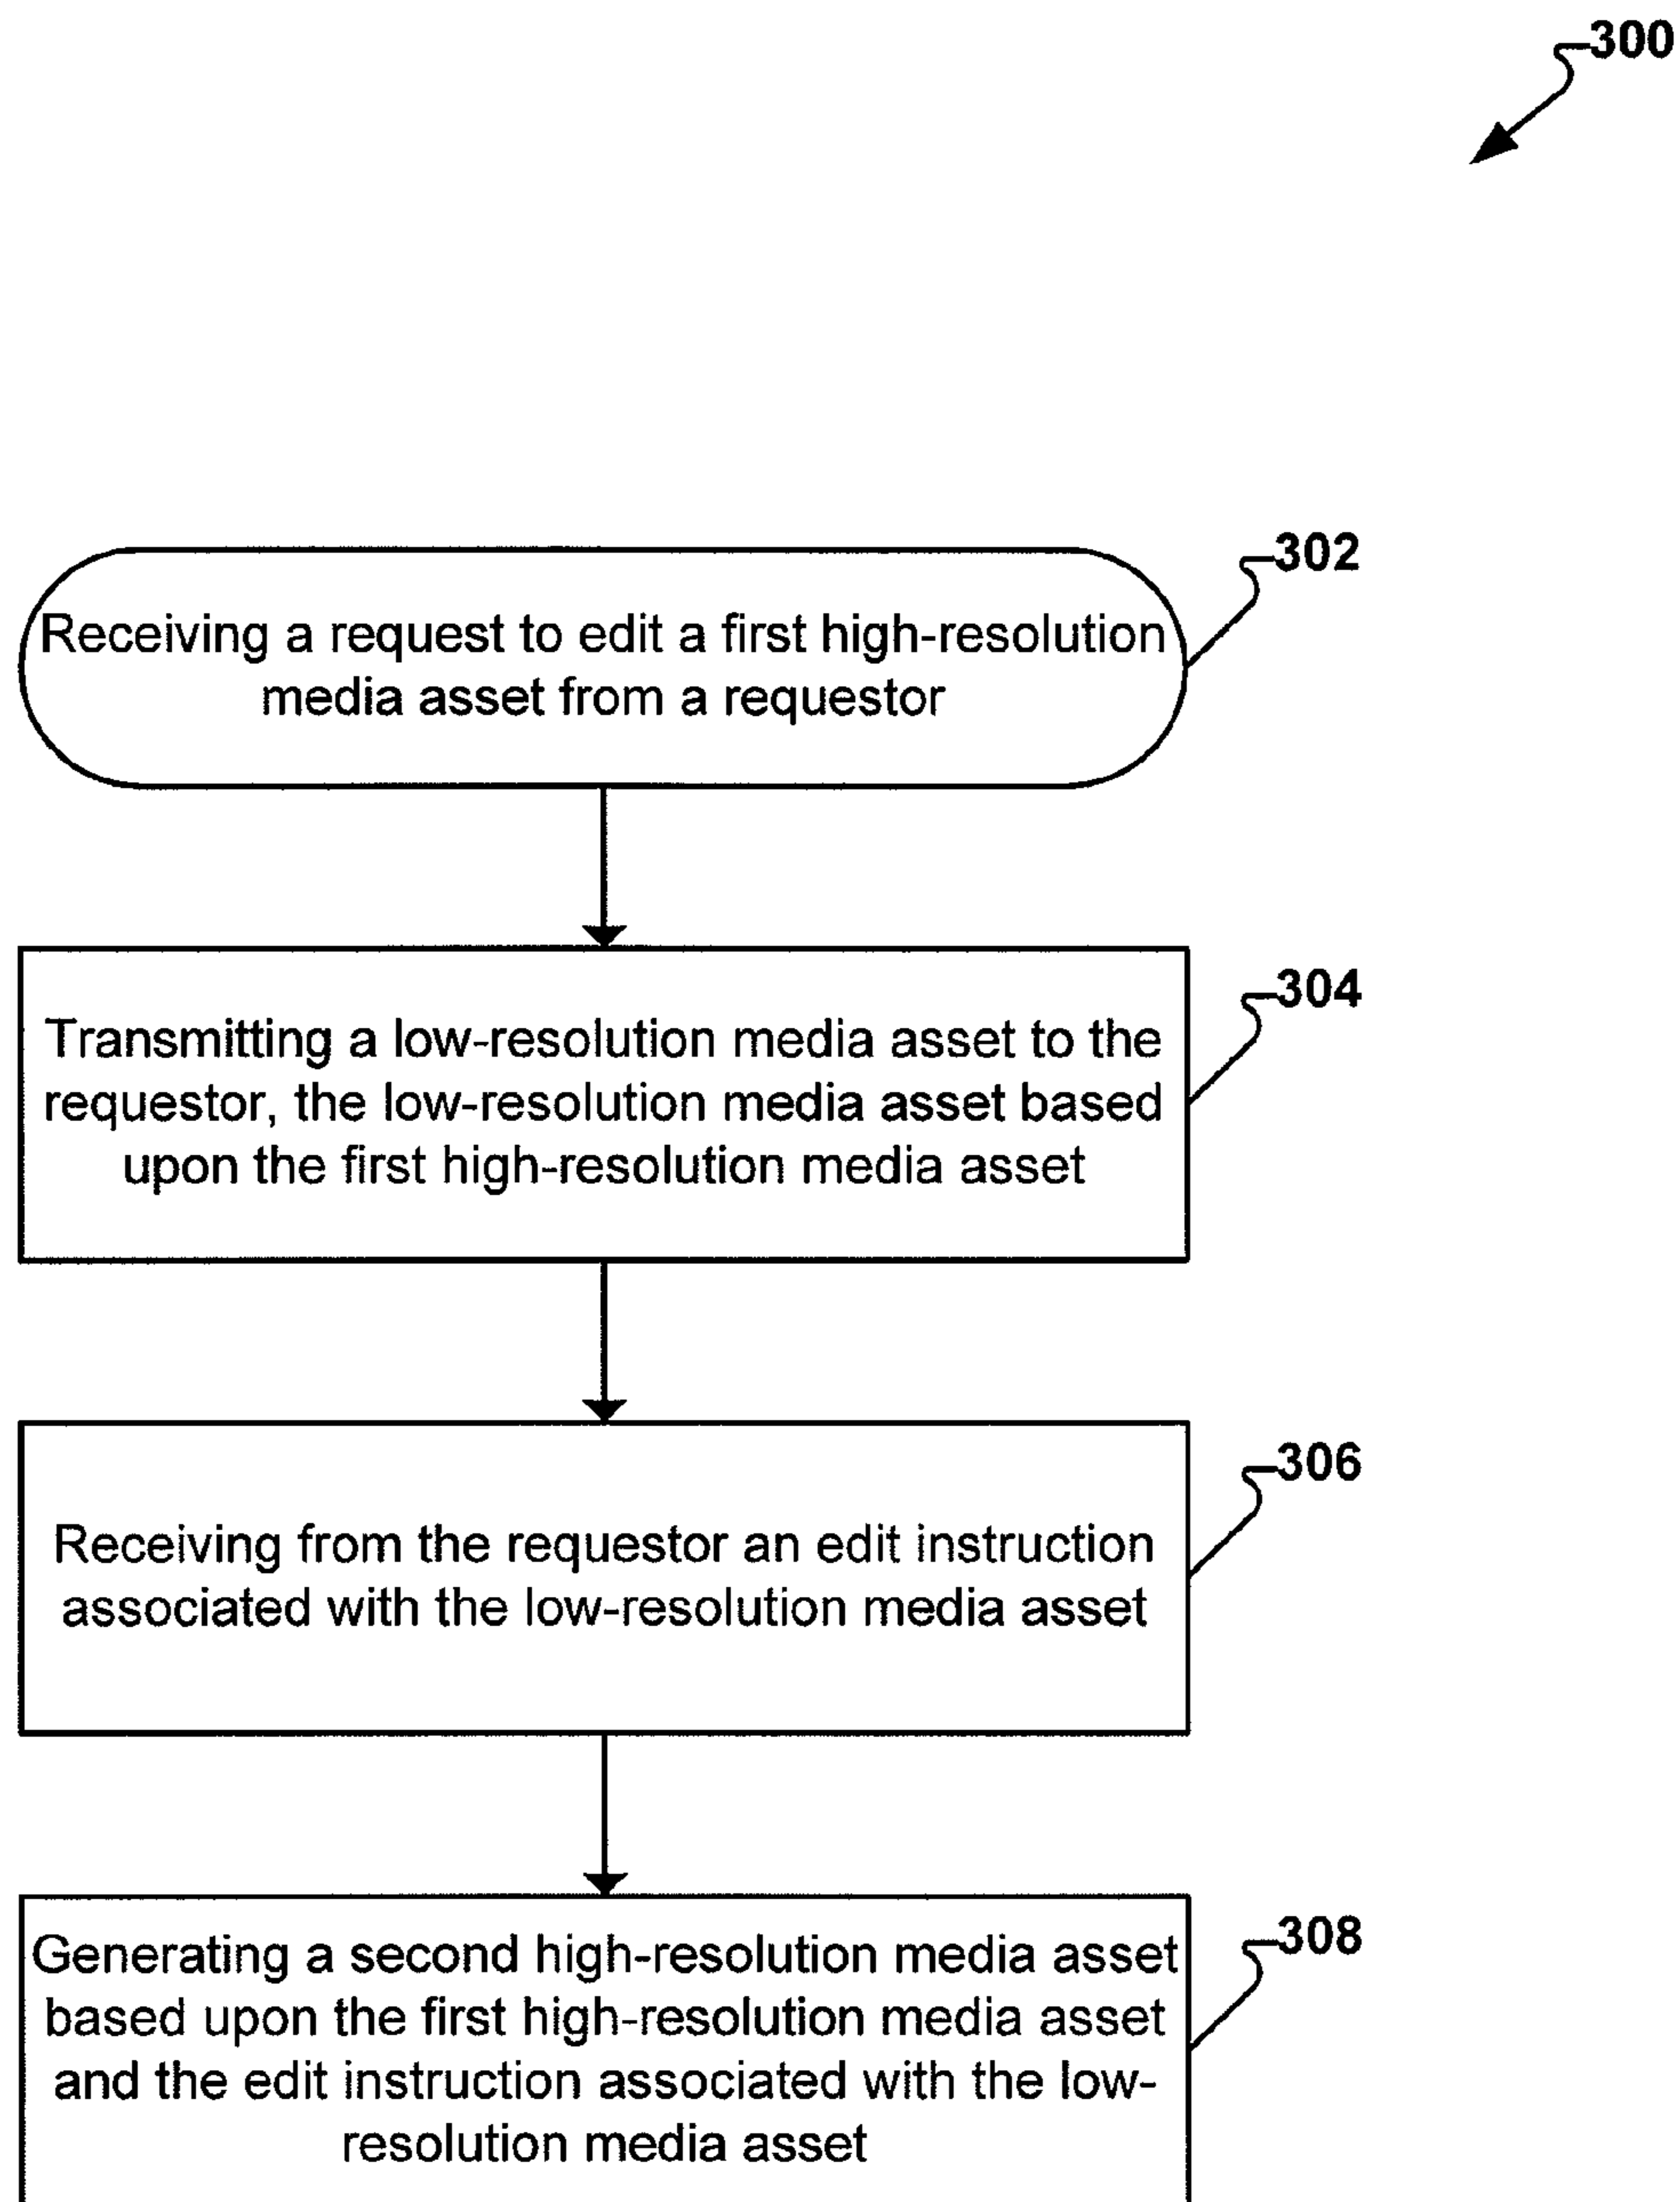 300
302
Receiving a request to edit a first high-resolution
media asset from a requestor
304
Transmitting a low-resolution media asset to the
requestor, the low-resolution media asset based
upon the first high-resolution media asset
306
Receiving from the requestor an edit instruction
associated with the low-resolution media asset
308
Generating a second high-resolution media asset
based upon the first high-resolution media asset
and the edit instruction associated with the low-
resolution media asset